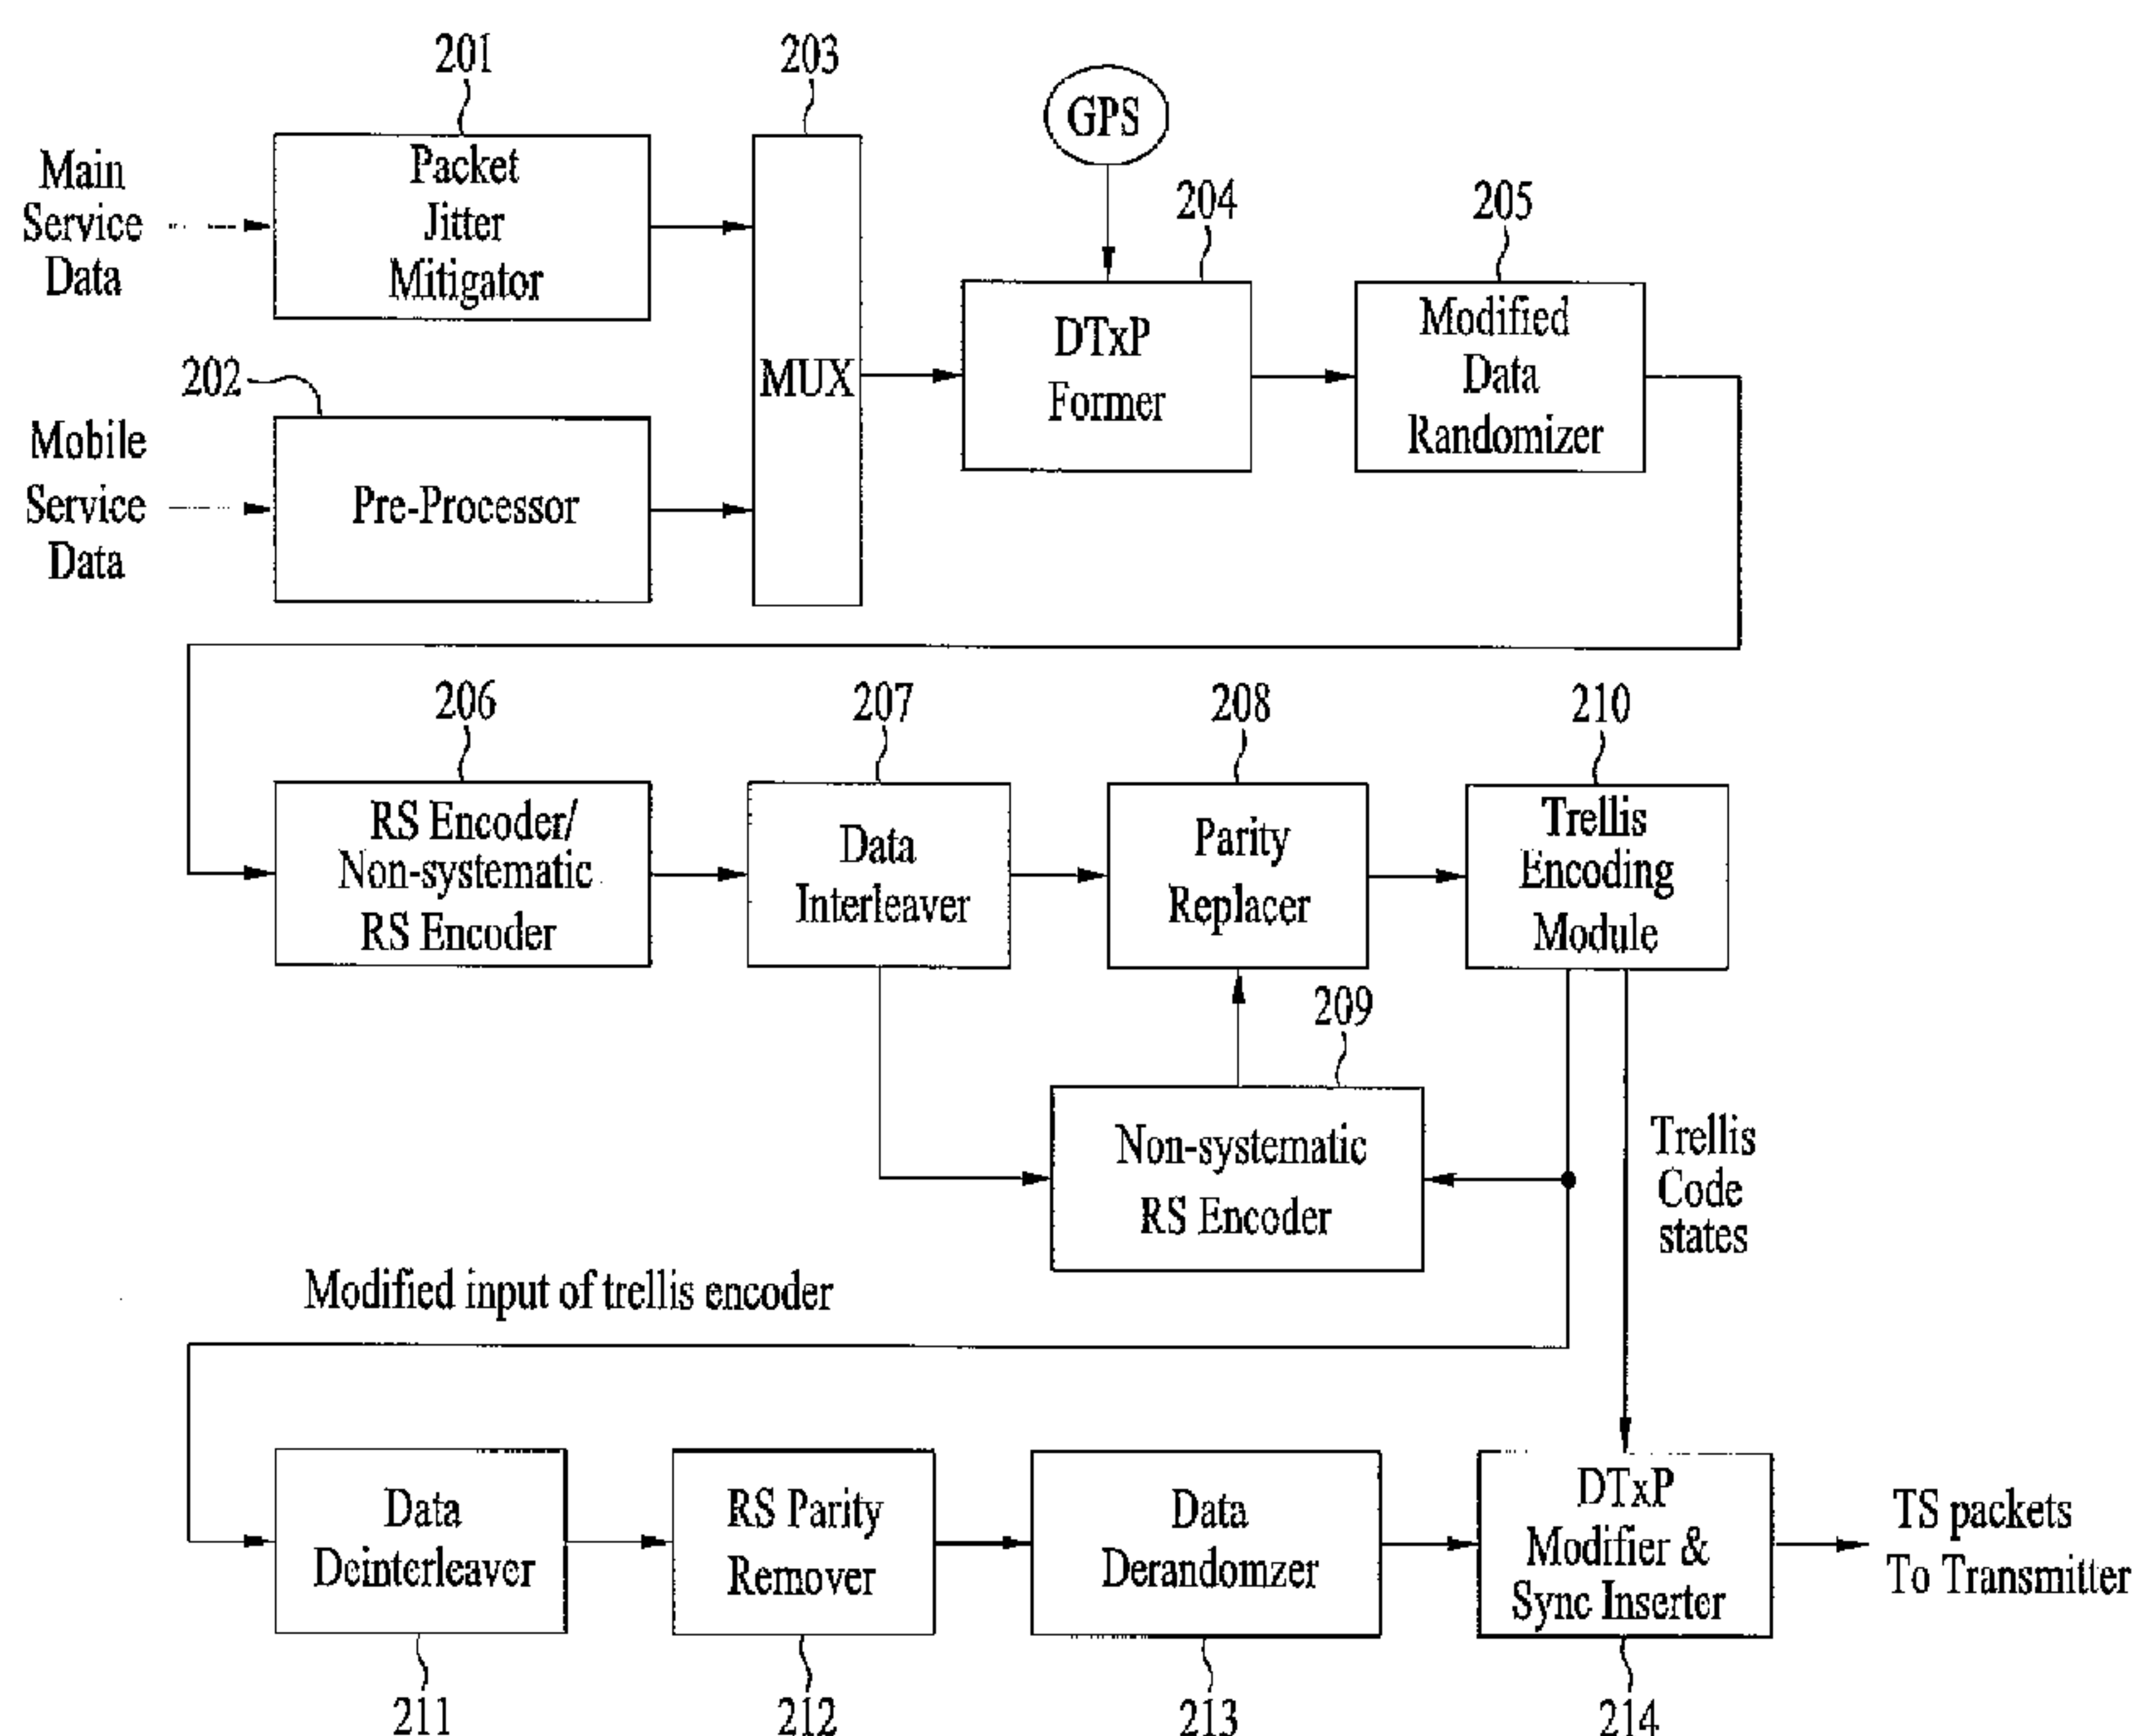 201
203
GPS
204
205
Main
Service
Data
Packet
Jitter
Mitigator
202
Mobile
Service
Data
Pre-Processor
MUX
DTxP
Former
Modified
Data
Randomizer
206
207
208
210
RS Encoder/
Non-systematic
RS Encoder
Data
Interleaver
Parity
Replacer
Trellis
Encoding
Module
209
Non-systematic
RS Encoder
Trellis
Code
states
Modified input of trellis encoder
Data
Deinterleaver
RS Parity
Remover
Data
Derandomzer
DTxP
Modifier &
Sync Inserter
TS packets
To Transmitter
211
212
213
214